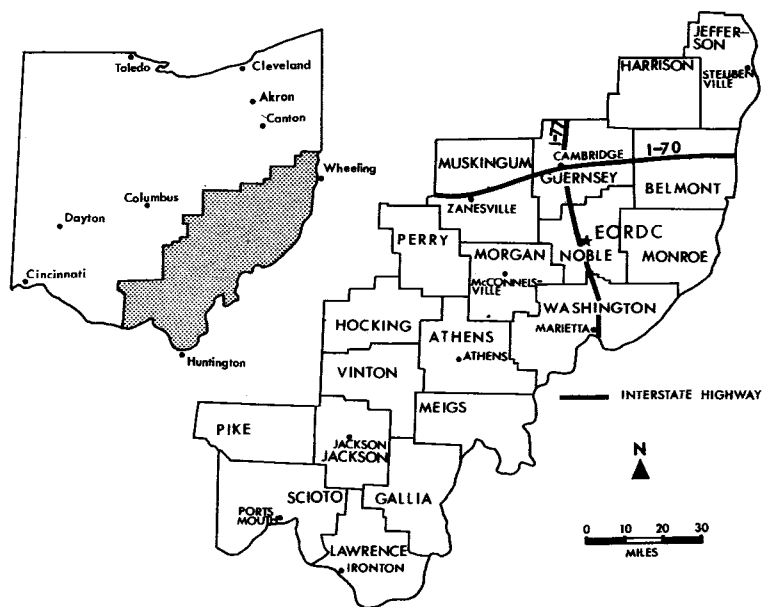 Toledo
Cleveland
Akron
Canton
Wheeling
Columbus
Dayton
Cincinnati
Huntington
JEFFER-
SON
STEUBEN
VILLE
HARRISON
I-77
I-70
MUSKINGUM
CAMBRIDGE
GUERNSEY
BELMONT
ZANESVILLE
PERRY
MORGAN
EORDC
NOBLE
MONROE
McCONNELS-
VILLE
WASHINGTON
MARIETTA
HOCKING
ATHENS
ATHENS
VINTON
MEIGS
INTERSTATE HIGHWAY
PIKE
JACKSON
JACKSON
N
SCIOTO
GALLIA
PORTS
MOUTH
LAWRENCE
IRONTON
0 10 20 30
MILES